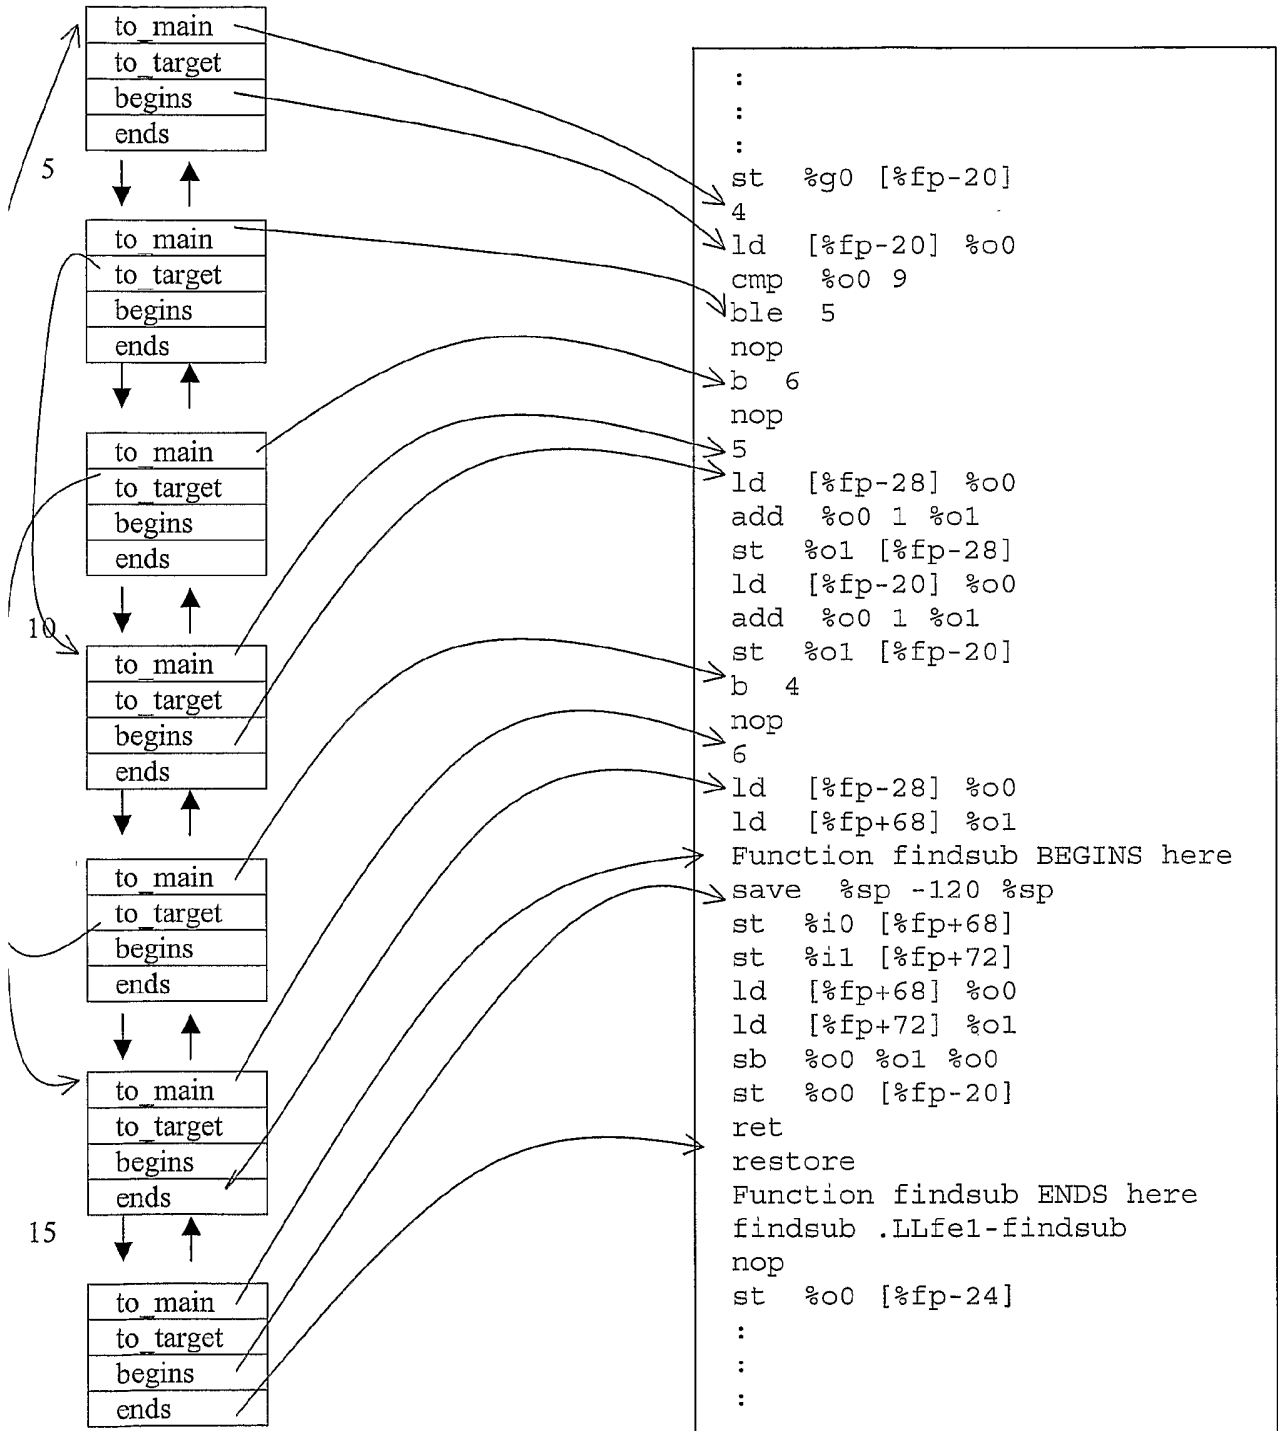 to_main
to_target
begins
ends
5
to_main
to_target
begins
ends
to_main
to_target
begins
ends
10
to_main
to_target
begins
ends
to_main
to_target
begins
ends
to_main
to_target
begins
ends
15
to_main
to_target
begins
ends
:
:
:
st %g0 [%fp-20]
4
ld [%fp-20] %o0
cmp %o0 9
ble 5
nop
b 6
nop
5
ld [%fp-28] %o0
add %o0 1 %o1
st %o1 [%fp-28]
ld [%fp-20] %o0
add %o0 1 %o1
st %o1 [%fp-20]
b 4
nop
6
ld [%fp-28] %o0
ld [%fp+68] %o1
Function findsub BEGINS here
save %sp -120 %sp
st %i0 [%fp+68]
st %i1 [%fp+72]
ld [%fp+68] %o0
ld [%fp+72] %o1
sb %o0 %o1 %o0
st %o0 [%fp-20]
ret
restore
Function findsub ENDS here
findsub .LLfe1-findsub
nop
st %o0 [%fp-24]
:
:
: